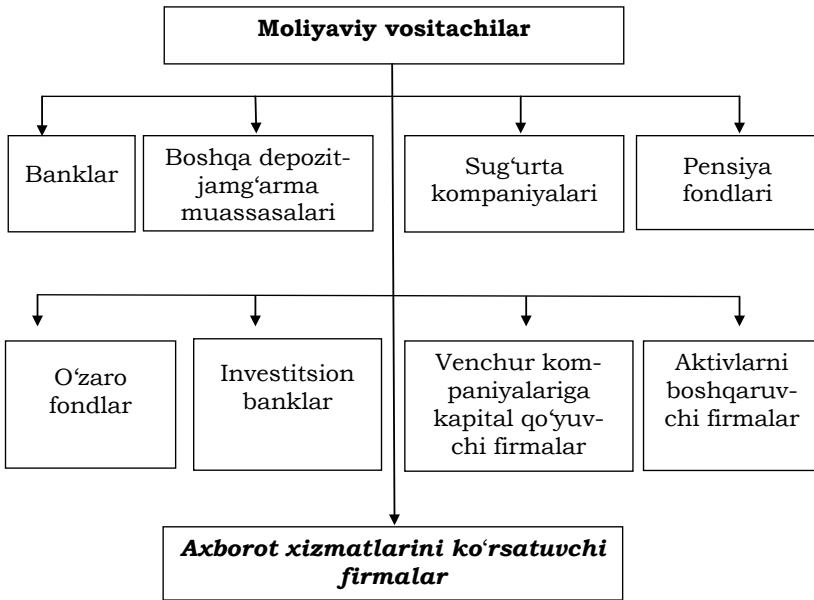 Moliyaviy vositachilar
Banklar
Boshqa depozit-
jamg‘arma
muassasalari
Sug‘urta
kompaniyalari
Pensiya
fondlari
O‘zaro
fondlar
Investitsion
banklar
Venchur kom-
paniyalariga
kapital qo‘yuv-
chi firmalar
Aktivlarni
boshqaruv-
chi firmalar
Axborot xizmatlarini ko‘rsatuvchi
firmalar